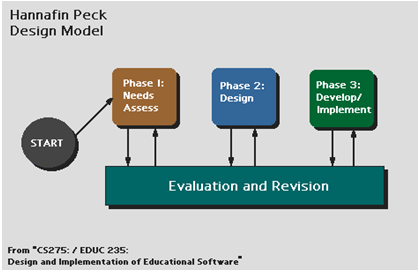 Hannafin Peck
Design Model
Phase 1:
Needs
Assess
Phase 2:
Design
Phase 3:
Develop/
Implement
START
Evaluation and Revision
From "CS275: / EDUC 235:
Design and Implementation of Educational Software"